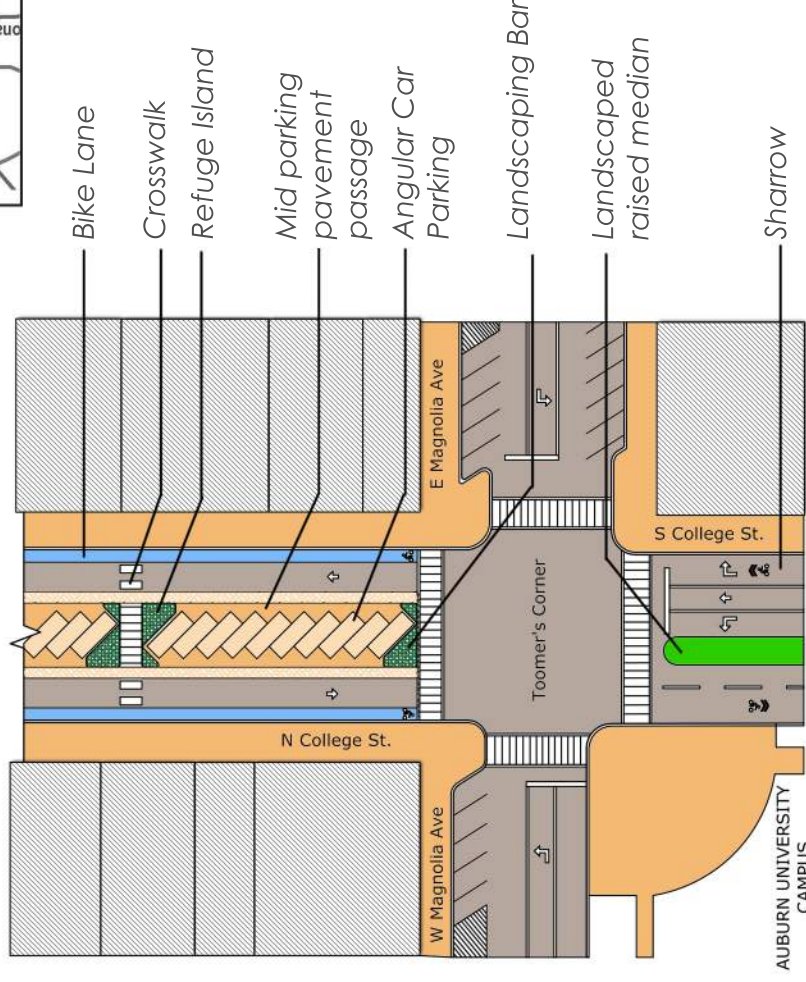 Bike Lane
Crosswalk
Refuge Island
Mid parking
pavement
passage
Angular Car
Parking
Landscaping Bar
Landscaped
raised median
Sharrow
E Magnolia Ave
S College St.
Toomer's Corner
N College St.
W Magnolia Ave
AUBURN UNIVERSITY
CAMPUS